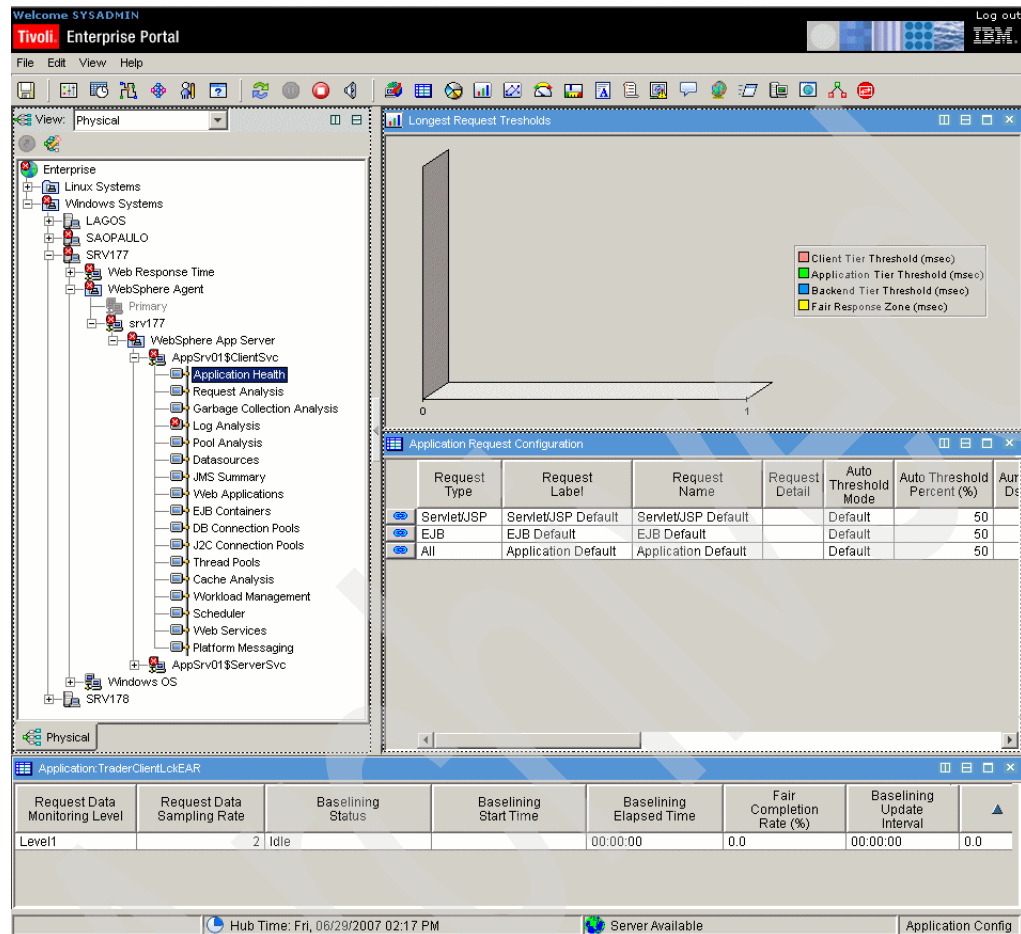 Welcome SYSADMIN
Log out
Tivoli. Enterprise Portal
IBM.
File Edit View Help
View: Physical
Enterprise
Linux Systems
Windows Systems
LAGOS
SAOPAULO
SRV177
Web Response Time
WebSphere Agent
Primary
srv177
WebSphere App Server
AppSrv01$ClientSvc
Application Health
Request Analysis
Garbage Collection Analysis
Log Analysis
Pool Analysis
Datasources
JMS Summary
Web Applications
EJB Containers
DB Connection Pools
J2C Connection Pools
Thread Pools
Cache Analysis
Workload Management
Scheduler
Web Services
Platform Messaging
AppSrv01$ServerSvc
Windows OS
SRV178
Physical
Longest Request Tresholds
Client Tier Threshold (msec)
Application Tier Threshold (msec)
Backend Tier Threshold (msec)
Fair Response Zone (msec)
0 1
Application Request Configuration
Request Type Request Label Request Name Request Detail Auto Threshold Mode Auto Threshold Percent (%)
Servlet/JSP Servlet/JSP Default Servlet/JSP Default Default 50
EJB EJB Default EJB Default Default 50
All Application Default Application Default Default 50
Application:TraderClientLckEAR
Request Data Monitoring Level Request Data Sampling Rate Baselining Status Baselining Start Time Baselining Elapsed Time Fair Completion Rate (%) Baselining Update Interval
Level1 2 Idle 00:00:00 0.0 00:00:00 0.0
Hub Time: Fri, 06/29/2007 02:17 PM
Server Available
Application Config